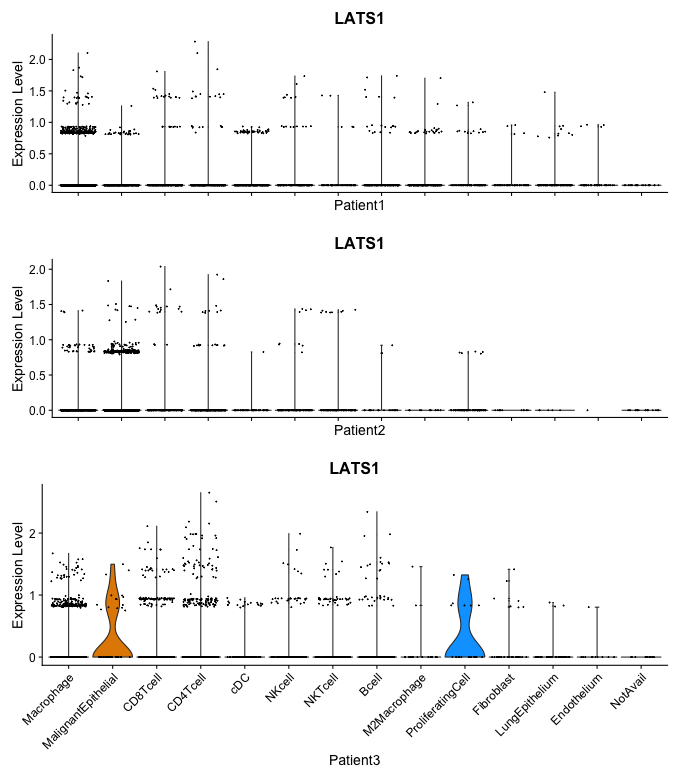 LATS1
Expression Level
2.0
1.5
1.0
0.5
0.0
Patient1
LATS1
Expression Level
2.0
1.5
1.0
0.5
0.0
Patient2
LATS1
Expression Level
2
1
0
Macrophage
MalignantEpithelial
CD8Tcell
CD4Tcell
cDC
NKcell
NKTcell
Bcell
M2Macrophage
ProliferatingCell
Fibroblast
LungEpithelium
Endothelium
NotAvail
Patient3